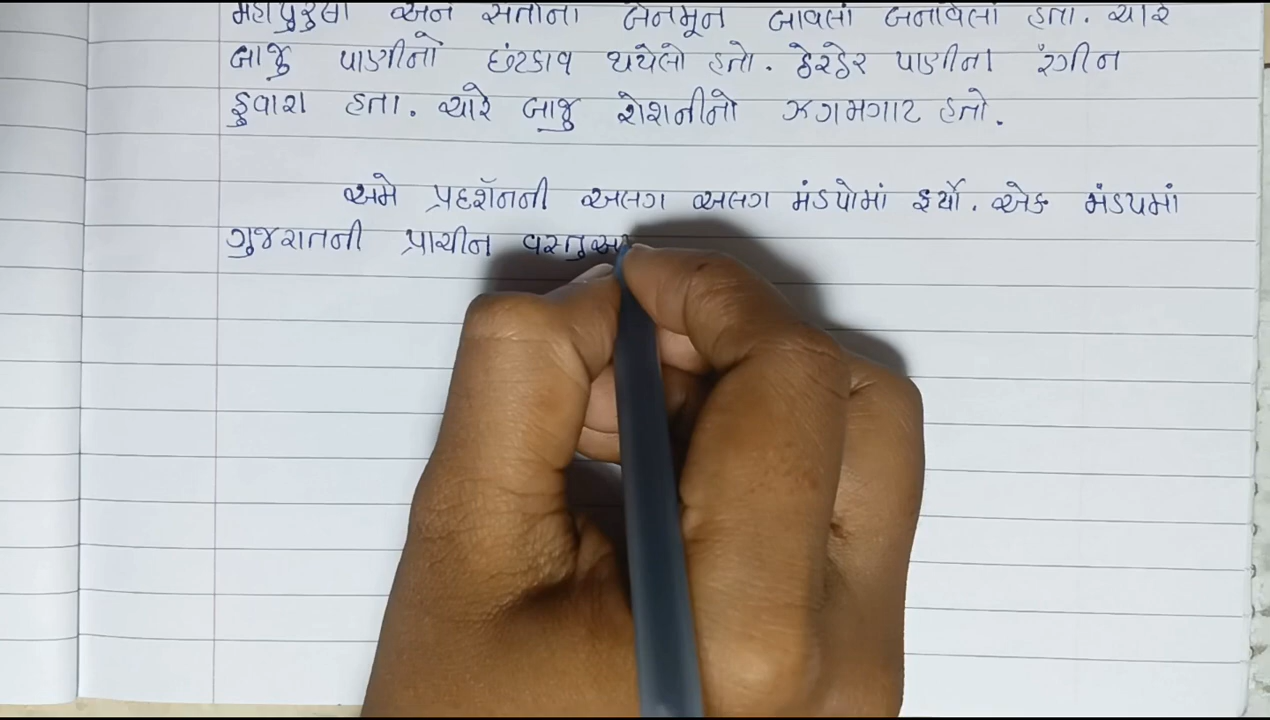 મહાપુરુષો અને સંતોના બેનમૂન બાવલાં બનાવેલાં હતા. ચારે
બાજુ પાણીનો છંટકાવ થયેલો હતો. ઠેરઠેર પાણીના રંગીન
ફુવારા હતા. ચારે બાજુ રોશનીનો ઝગમગાટ હતો.
અમે પ્રદર્શનની અલગ અલગ મંડપોમાં ફર્યા. એક મંડપમાં
ગુજરાતની પ્રાચીન વસ્તુઅ